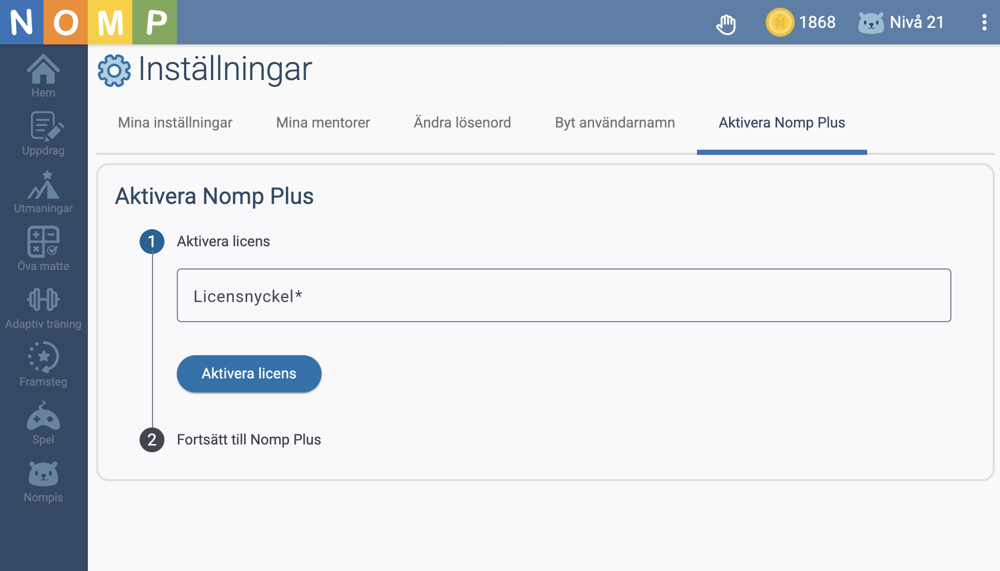 NOMP
1868
Nivå 21
Hem
Uppdrag
Utmaningar
Öva matte
Adaptiv träning
Framsteg
Spel
Nompis
Inställningar
Mina inställningar
Mina mentorer
Ändra lösenord
Byt användarnamn
Aktivera Nomp Plus
Aktivera Nomp Plus
1 Aktivera licens
Licensnyckel*
Aktivera licens
2 Fortsätt till Nomp Plus